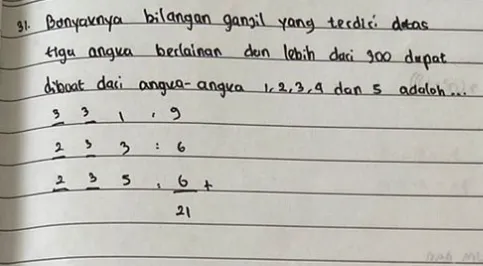 31. Banyaknya bilangan ganjil yang terdiri datas
tiga angka berlainan dan lebih dari 300 dapat
dibuat dari angka-angka 1, 2, 3, 4 dan 5 adalah...
3 3 1 : 9
2 3 3 : 6
2 3 5 : 6 +
21